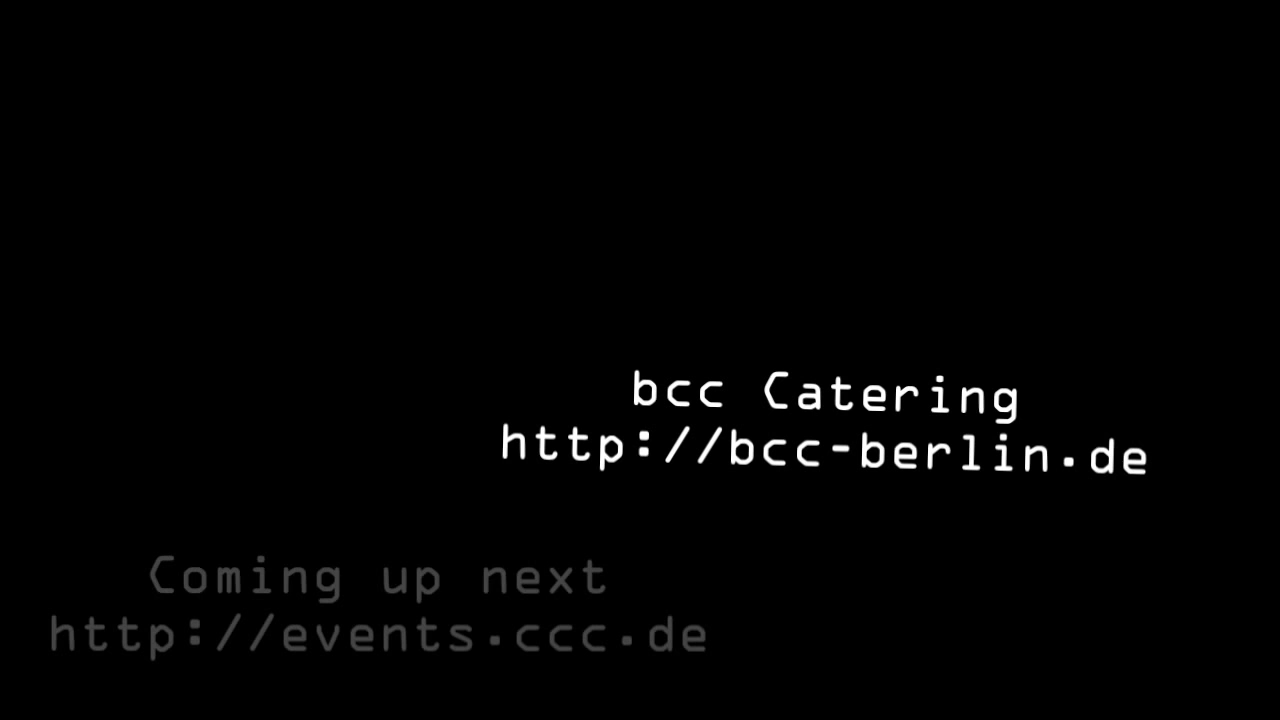 bcc Catering
http://bcc-berlin.de
Coming up next
http://events.ccc.de